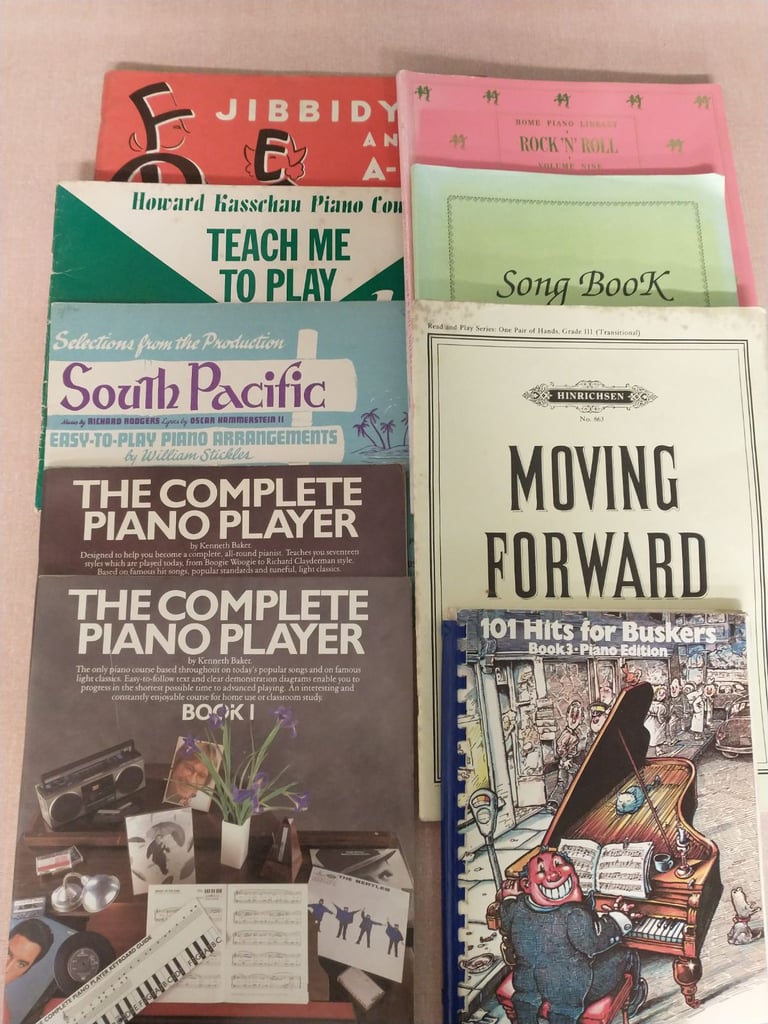 JIBBIDY
AN
A-
F
E
Howard Kasschau Piano Cou
TEACH ME
TO PLAY
Selections from the Production
South Pacific
Music by RICHARD RODGERS Lyrics by OSCAR HAMMERSTEIN II
EASY-TO-PLAY PIANO ARRANGEMENTS
by William Stickles
THE COMPLETE
PIANO PLAYER
by Kenneth Baker.
Designed to help you become a complete, all-round pianist. Teaches you seventeen
styles which are played today, from Boogie Woogie to Richard Clayderman style.
Based on famous hit songs, popular standards and tuneful, light classics.
THE COMPLETE
PIANO PLAYER
by Kenneth Baker.
The only piano course based throughout on today's popular songs and on famous
light classics. Easy-to-follow text and clear demonstration diagrams enable you to
progress in the shortest possible time to advanced playing. An interesting and
constantly enjoyable course for home use or classroom study.
BOOK 1
THE BEATLES
COMPLETE PIANO PLAYER KEYBOARD GUIDE
HOME PIANO LIBRARY
ROCK 'N' ROLL
VOLUME NINE
Song Book
Read and Play Series: One Pair of Hands, Grade III (Transitional)
HINRICHSEN
No. 963
MOVING
FORWARD
101 Hits for Buskers
Book 3·Piano Edition